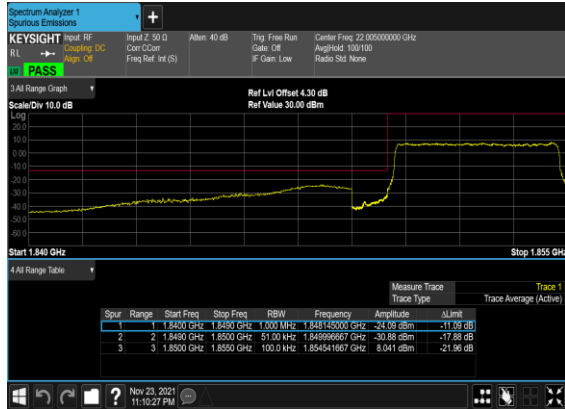 Spectrum Analyzer 1
Spurious Emissions
+
KEYSIGHT Input: RF Input Z: 50 Ω Atten: 40 dB Trig: Free Run Center Freq: 22.005000000 GHz
RL Coupling: DC Corr CCorr Gate: Off Avg|Hold: 100/100
Align: Off Freq Ref: Int (S) IF Gain: Low Radio Std: None
PASS
3 All Range Graph
Ref Lvl Offset 4.30 dB
Scale/Div 10.0 dB Ref Value 30.00 dBm
Log
20.0
10.0
0.00
-10.0
-20.0
-30.0
-40.0
-50.0
-60.0
Start 1.840 GHz Stop 1.855 GHz
4 All Range Table
Measure Trace Trace 1
Trace Type Trace Average (Active)
Spur Range Start Freq Stop Freq RBW Frequency Amplitude ΔLimit
1 1 1.8400 GHz 1.8490 GHz 1.000 MHz 1.848145000 GHz -24.09 dBm -11.09 dB
2 2 1.8490 GHz 1.8500 GHz 51.00 kHz 1.849996667 GHz -30.88 dBm -17.88 dB
3 3 1.8500 GHz 1.8550 GHz 100.0 kHz 1.854541667 GHz 8.041 dBm -21.96 dB
?
Nov 23, 2021
11:10:27 PM